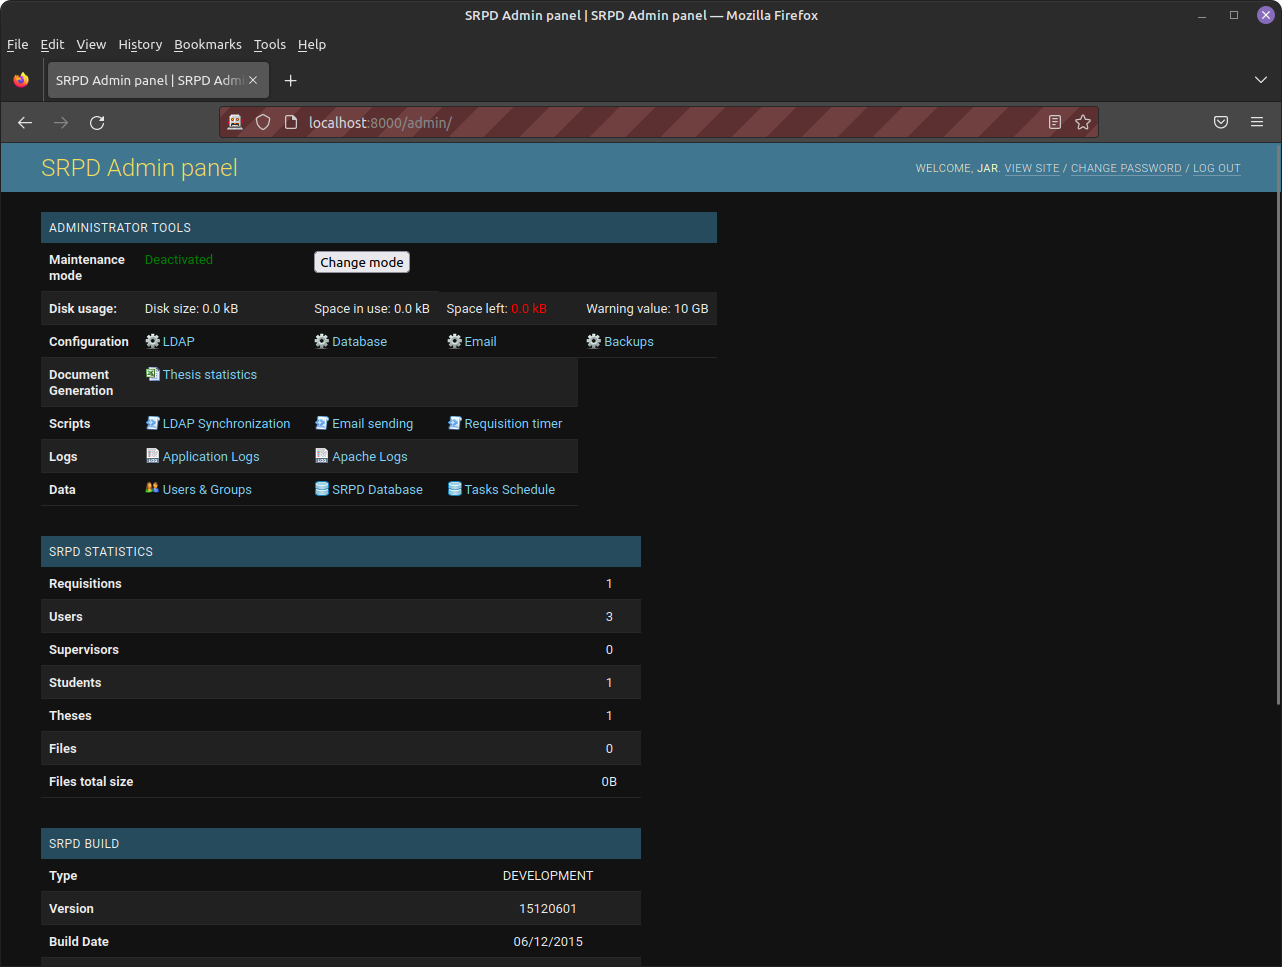 SRPD Admin panel | SRPD Admin panel — Mozilla Firefox
File Edit View History Bookmarks Tools Help
SRPD Admin panel | SRPD Adm
localhost:8000/admin/
SRPD Admin panel
WELCOME, JAR. VIEW SITE / CHANGE PASSWORD / LOG OUT
ADMINISTRATOR TOOLS
Maintenance mode Deactivated Change mode
Disk usage: Disk size: 0.0 kB Space in use: 0.0 kB Space left: 0.0 kB Warning value: 10 GB
Configuration LDAP Database Email Backups
Document Generation Thesis statistics
Scripts LDAP Synchronization Email sending Requisition timer
Logs Application Logs Apache Logs
Data Users & Groups SRPD Database Tasks Schedule
SRPD STATISTICS
Requisitions 1
Users 3
Supervisors 0
Students 1
Theses 1
Files 0
Files total size 0B
SRPD BUILD
Type DEVELOPMENT
Version 15120601
Build Date 06/12/2015